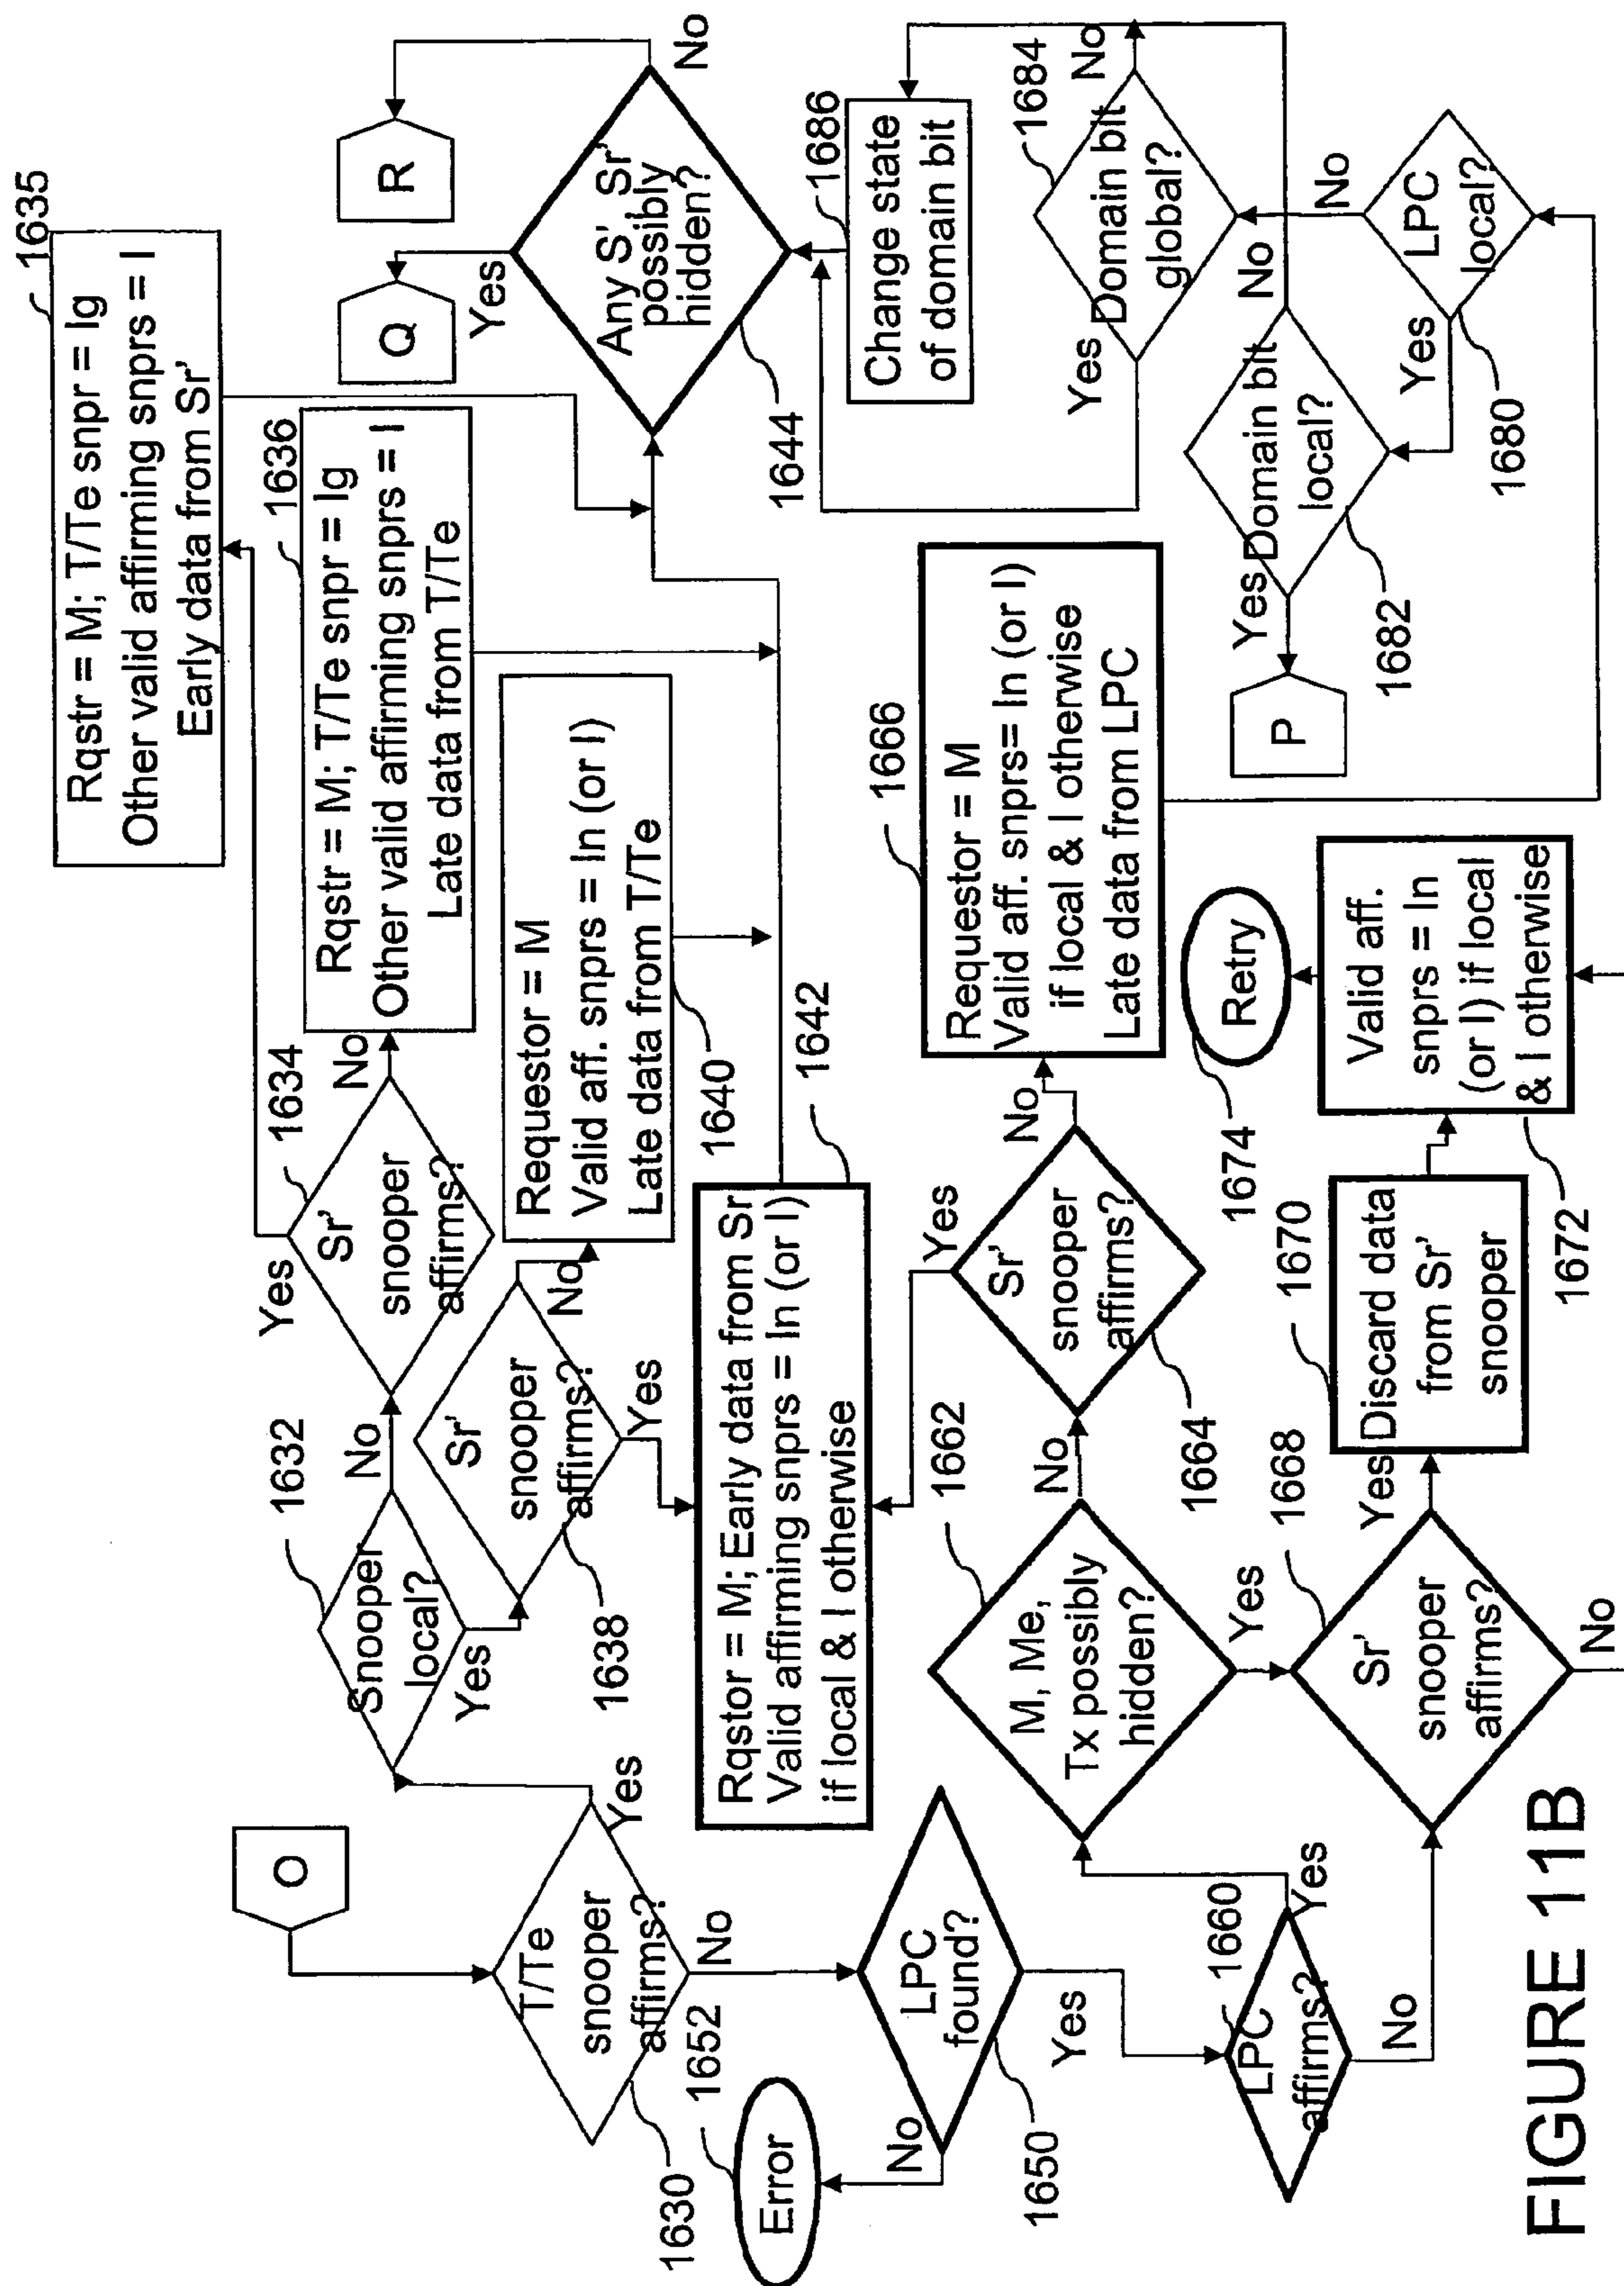 O
T/Te
snooper
affirms?
1630
Yes
No
1652
Error
LPC
found?
1650
No
Yes
LPC
affirms?
1660
Yes
No
Snooper
local?
1632
No
Yes
Sr'
snooper
affirms?
1634
Yes
No
1635
Rqstr = M; T/Te snpr = Ig
Other valid affirming snprs = I
Early data from Sr'
1636
Rqstr = M; T/Te snpr = Ig
Other valid affirming snprs = I
Late data from T/Te
Sr'
snooper
affirms?
1638
No
Yes
Requestor = M
Valid aff. snprs = In (or I)
Late data from T/Te
1640
Rqstor = M; Early data from Sr
Valid affirming snprs = In (or I)
if local & I otherwise
1642
M, Me,
Tx possibly
hidden?
1662
No
Yes
Sr'
snooper
affirms?
1664
Yes
No
1666
Requestor = M
Valid aff. snprs= In (or I)
if local & I otherwise
Late data from LPC
Sr'
snooper
affirms?
1668
Yes
No
Discard data
from Sr'
snooper
1670
Valid aff.
snprs = In
(or I) if local
& I otherwise
1672
Retry
1674
Q
R
Any S', Sr'
possibly
hidden?
1644
Yes
No
Change state
of domain bit
1686
Domain bit
global?
1684
Yes
No
Domain bit
local?
1682
Yes
No
P
LPC
local?
1680
Yes
No
FIGURE 11B